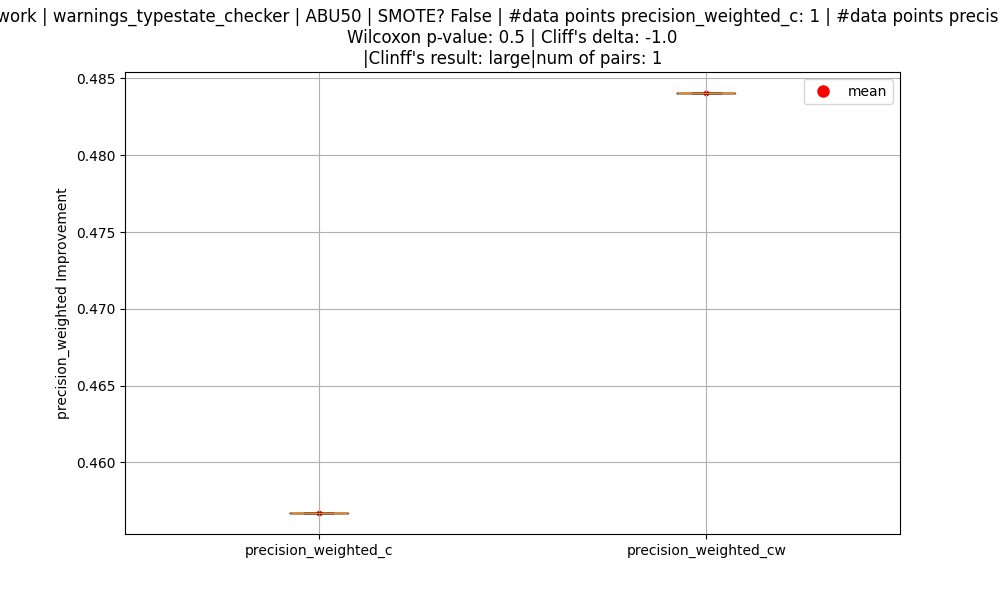 work | warnings_typestate_checker | ABU50 | SMOTE? False | #data points precision_weighted_c: 1 | #data points precis
Wilcoxon p-value: 0.5 | Cliff's delta: -1.0
|Clinff's result: large|num of pairs: 1
mean
precision_weighted Improvement
0.485
0.480
0.475
0.470
0.465
0.460
precision_weighted_c
precision_weighted_cw